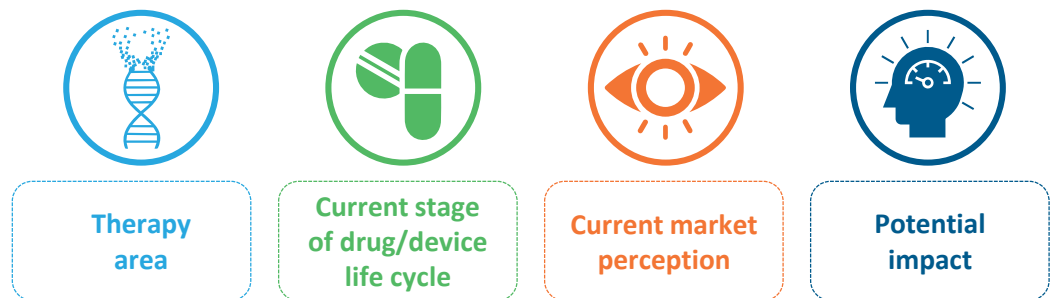 Therapy
area
Current stage
of drug/device
life cycle
Current market
perception
Potential
impact